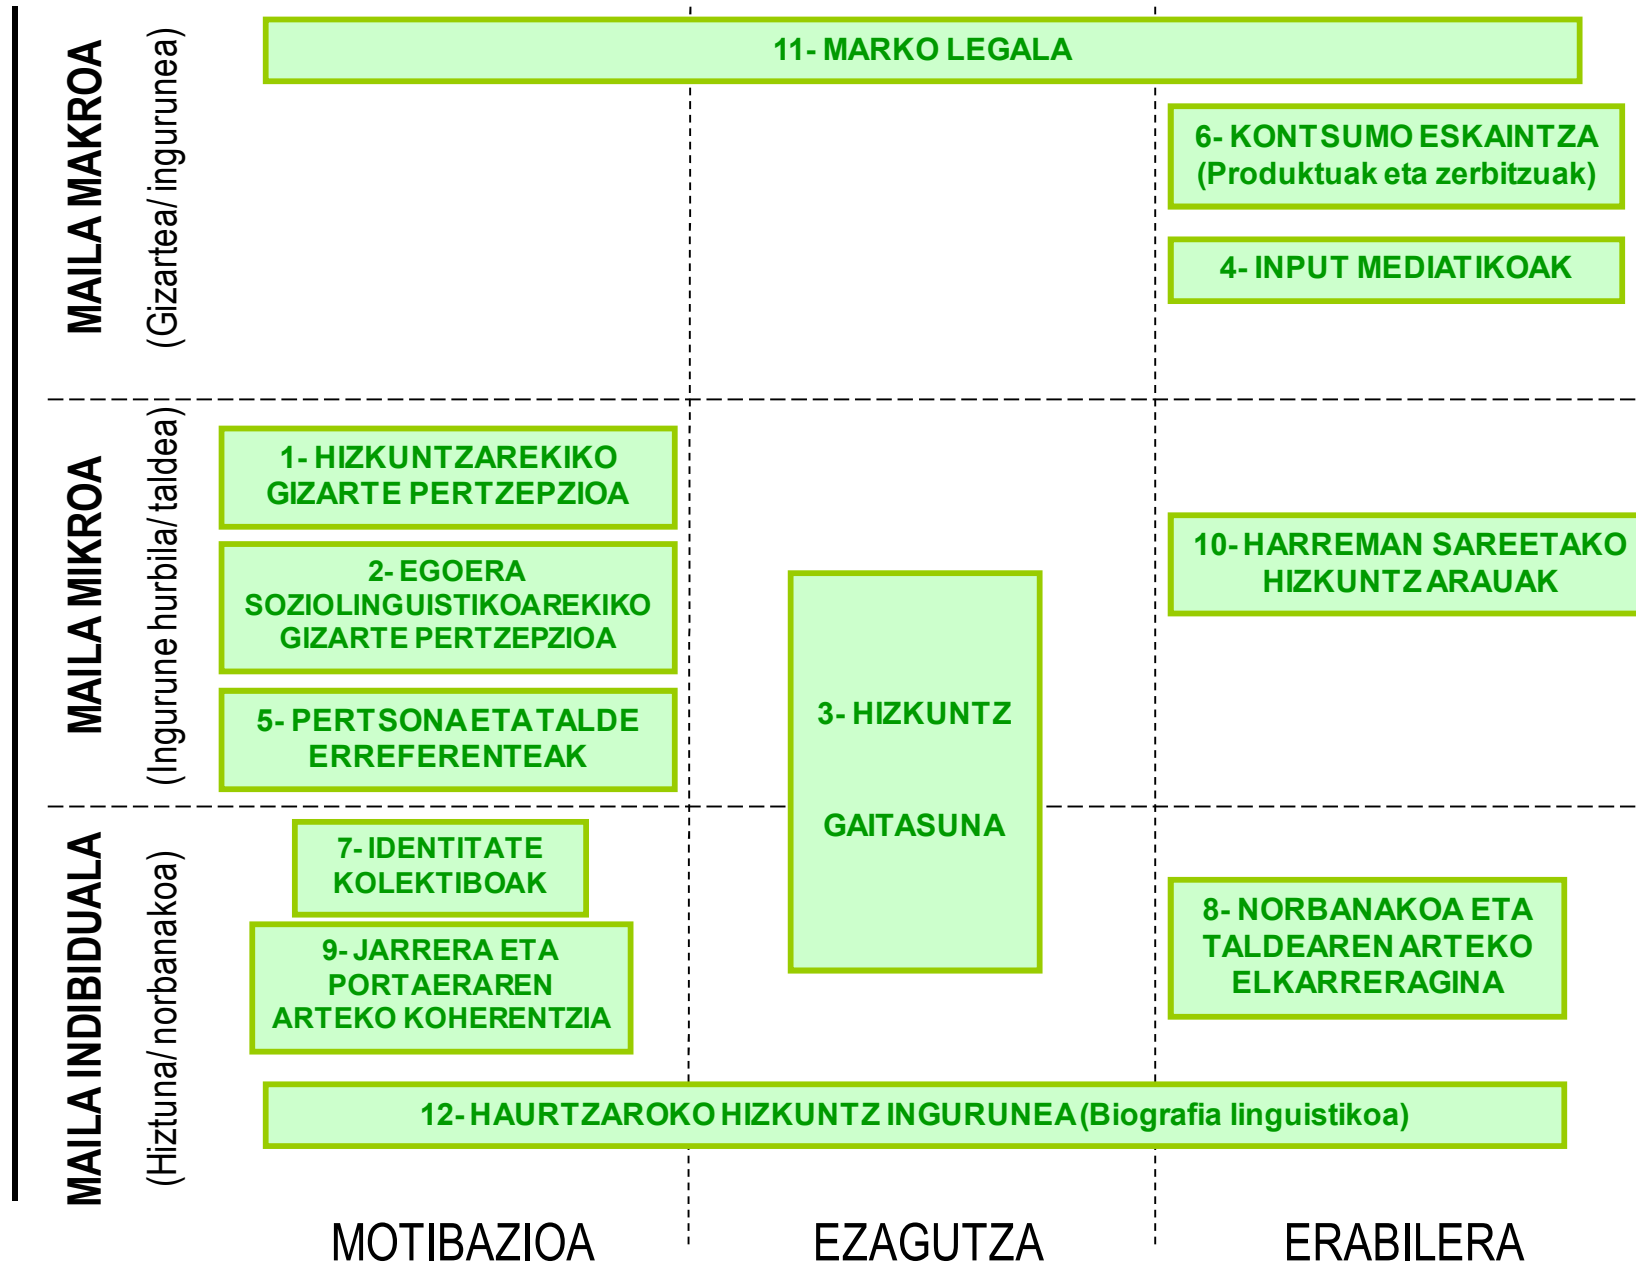 MAILA MAKROA
(Gizartea/ ingurunea)
11- MARKO LEGALA
6- KONTSUMO ESKAINTZA
(Produktuak eta zerbitzuak)
4- INPUT MEDIATIKOAK
MAILA MIKROA
(Ingurune hurbila/ taldea)
1- HIZKUNTZAREKIKO
GIZARTE PERTZEPZIOA
2- EGOERA
SOZIOLINGUISTIKOAREKIKO
GIZARTE PERTZEPZIOA
5- PERTSONA ETA TALDE
ERREFERENTEAK
3- HIZKUNTZ
GAITASUNA
10- HARREMAN SAREETAKO
HIZKUNTZ ARAUAK
MAILA INDIBIDUALA
(Hiztuna/ norbanakoa)
7- IDENTITATE
KOLEKTIBOAK
9- JARRERA ETA
PORTAERAREN
ARTEKO KOHERENTZIA
8- NORBANAKOA ETA
TALDEAREN ARTEKO
ELKARRERAGINA
12- HAURTZAROKO HIZKUNTZ INGURUNEA (Biografia linguistikoa)
MOTIBAZIOA
EZAGUTZA
ERABILERA